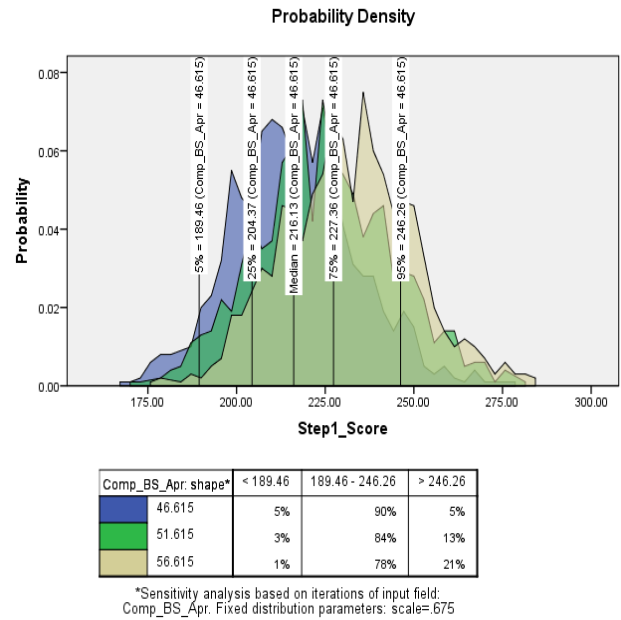 Probability Density
Probability
0.08
0.06
0.04
0.02
0.00
5% = 189.46 (Comp_BS_Apr = 46.615)
25% = 204.37 (Comp_BS_Apr = 46.615)
Median = 216.13 (Comp_BS_Apr = 46.615)
75% = 227.36 (Comp_BS_Apr = 46.615)
95% = 246.26 (Comp_BS_Apr = 46.615)
175.00 200.00 225.00 250.00 275.00 300.00
Step1_Score
Comp_BS_Apr: shape* < 189.46 189.46 - 246.26 > 246.26
46.615 5% 90% 5%
51.615 3% 84% 13%
56.615 1% 78% 21%
*Sensitivity analysis based on iterations of input field:
Comp_BS_Apr. Fixed distribution parameters: scale=.675